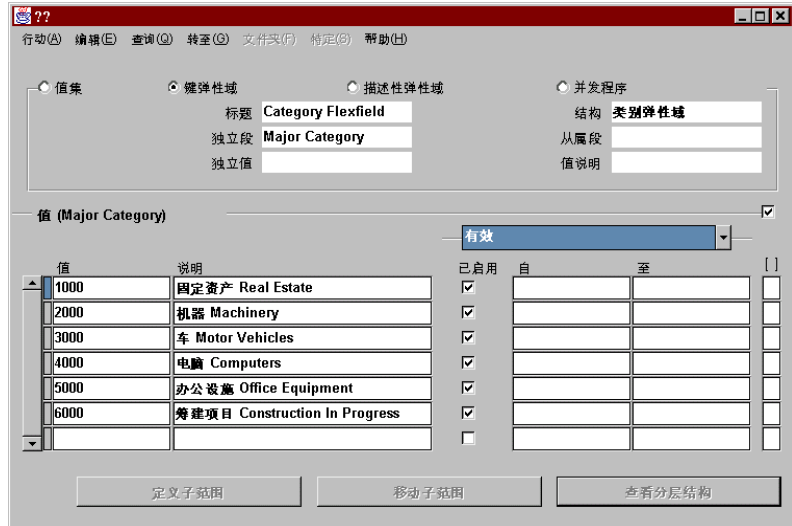 ??
行动(A) 编辑(E) 查询(Q) 转至(G) 文件夹(F) 特定(S) 帮助(H)
值集 键弹性域 描述性弹性域 并发程序
标题 Category Flexfield 结构 类别弹性域
独立段 Major Category 从属段
独立值 值说明
值 (Major Category)
有效
值 说明 已启用 自 至 [ ]
1000 固定资产 Real Estate
2000 机器 Machinery
3000 车 Motor Vehicles
4000 电脑 Computers
5000 办公设施 Office Equipment
6000 筹建项目 Construction In Progress
定义子范围 移动子范围 查看分层结构